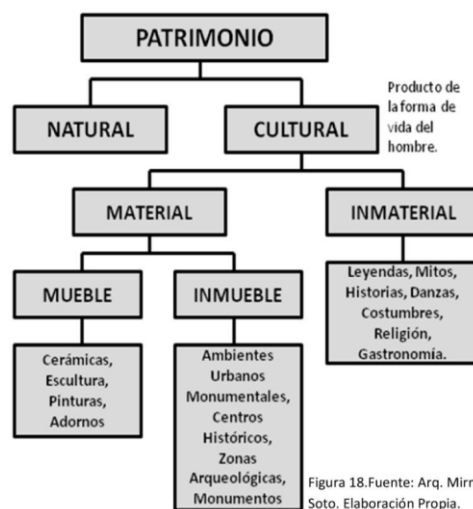 PATRIMONIO
NATURAL
CULTURAL
Producto de
la forma de
vida del
hombre.
MATERIAL
INMATERIAL
MUEBLE
INMUEBLE
Leyendas, Mitos,
Historias, Danzas,
Costumbres,
Religión,
Gastronomía.
Cerámicas,
Escultura,
Pinturas,
Adornos
Ambientes
Urbanos
Monumentales,
Centros
Históricos,
Zonas
Arqueológicas,
Monumentos
Figura 18.Fuente: Arq.
Soto. Elaboración Propia.